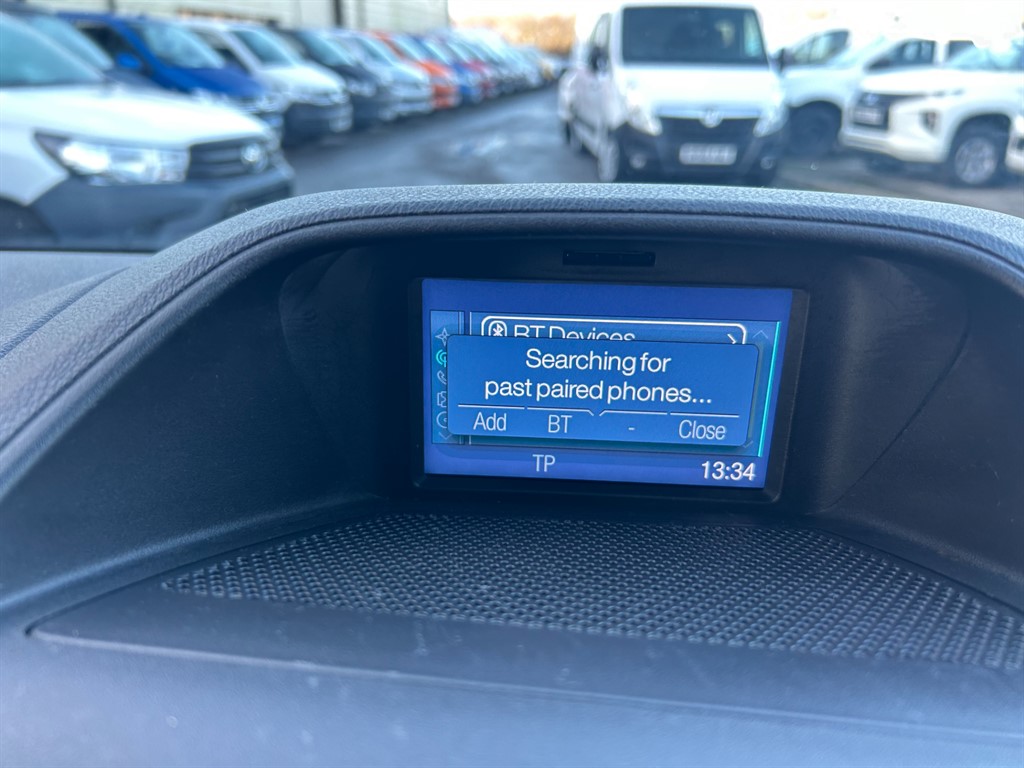 BT Devices
Searching for
past paired phones...
Add BT - Close
TP 13:34